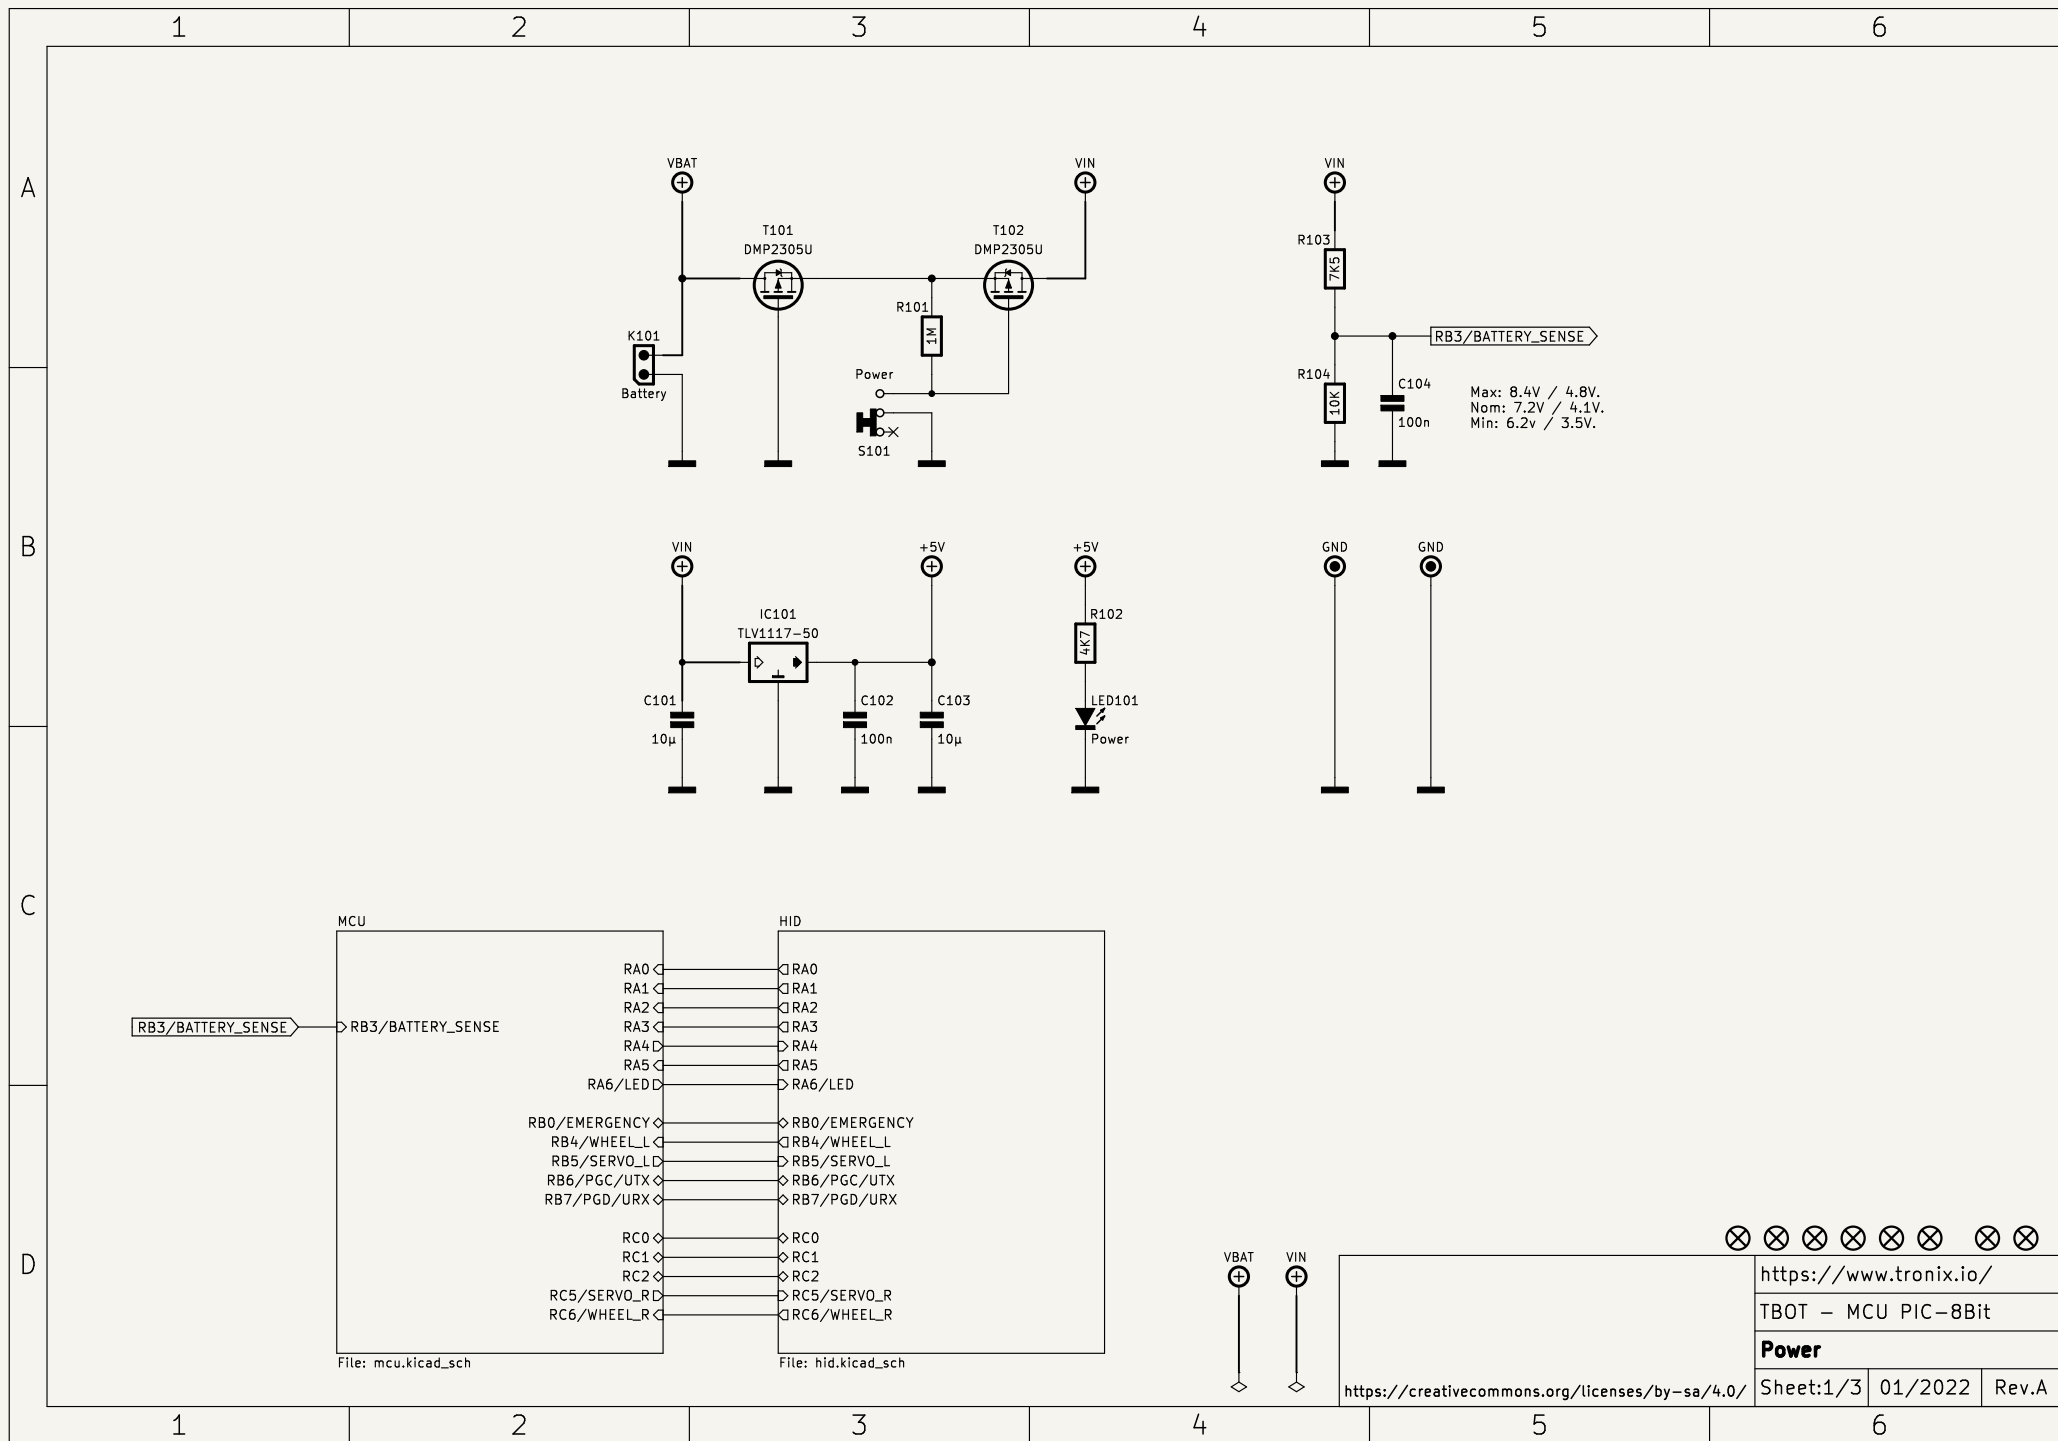 1 2 3 4 5 6
A
VBAT
VIN
VIN
T101
DMP2305U
T102
DMP2305U
R103
7K5
R101
1M
K101
Battery
RB3/BATTERY_SENSE
Power
S101
R104
10K
C104
100n
Max: 8.4V / 4.8V.
Nom: 7.2V / 4.1V.
Min: 6.2v / 3.5V.
B
VIN
+5V
+5V
GND
GND
IC101
TLV1117-50
R102
4K7
C101
10µ
C102
100n
C103
10µ
LED101
Power
C
MCU
RB3/BATTERY_SENSE
RB3/BATTERY_SENSE
RA0
RA1
RA2
RA3
RA4
RA5
RA6/LED
RB0/EMERGENCY
RB4/WHEEL_L
RB5/SERVO_L
RB6/PGC/UTX
RB7/PGD/URX
RC0
RC1
RC2
RC5/SERVO_R
RC6/WHEEL_R
File: mcu.kicad_sch
HID
RA0
RA1
RA2
RA3
RA4
RA5
RA6/LED
RB0/EMERGENCY
RB4/WHEEL_L
RB5/SERVO_L
RB6/PGC/UTX
RB7/PGD/URX
RC0
RC1
RC2
RC5/SERVO_R
RC6/WHEEL_R
File: hid.kicad_sch
D
VBAT
VIN
https://creativecommons.org/licenses/by-sa/4.0/
https://www.tronix.io/
TBOT - MCU PIC-8Bit
Power
Sheet:1/3 01/2022 Rev.A
1 2 3 4 5 6